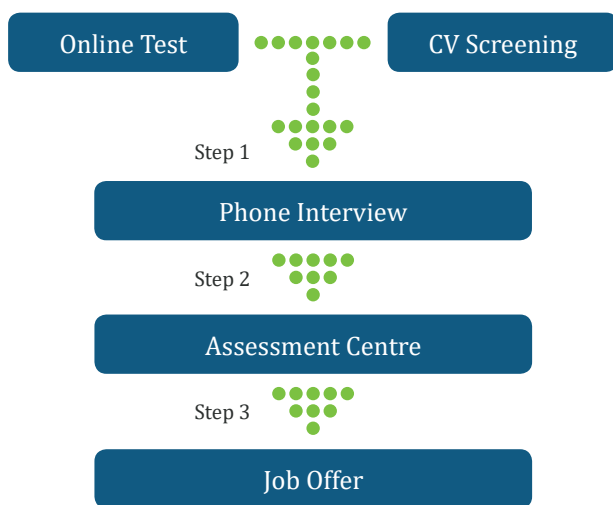 Online Test
CV Screening
Step 1
Phone Interview
Step 2
Assessment Centre
Step 3
Job Offer